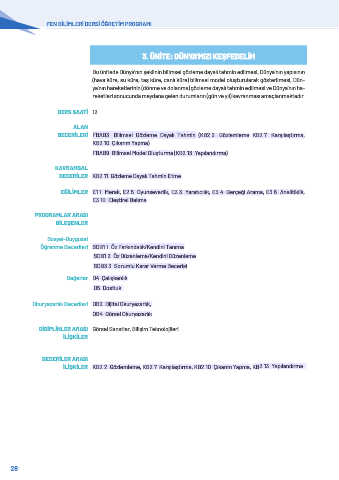 FEN BİLİMLERİ DERSİ ÖĞRETİM PROGRAMI
3. ÜNİTE: DÜNYAMIZI KEŞFEDELİM
Bu ünitede Dünya'nın şeklinin bilimsel gözleme dayalı tahmin edilmesi, Dünya'nın yapısının
(hava küre, su küre, taş küre, canlı küre) bilimsel model oluşturularak gösterilmesi, Dün-
ya'nın hareketlerinin (dönme ve dolanma) gözleme dayalı tahmin edilmesi ve Dünya'nın ha-
reketleri sonucunda meydana gelen durumların (gün ve yıl) kavranması amaçlanmaktadır.
DERS SAATİ 12
ALAN
BECERİLERİ FBAB3. Bilimsel Gözleme Dayalı Tahmin (KB2.2. Gözlemleme, KB2.7. Karşılaştırma,
KB2.10. Çıkarım Yapma)
FBAB9. Bilimsel Model Oluşturma (KB2.13. Yapılandırma)
KAVRAMSAL
BECERİLER KB2.11. Gözleme Dayalı Tahmin Etme
EĞİLİMLER E1.1. Merak, E2.5. Oyunseverlik, E3.3. Yaratıcılık, E3.4. Gerçeği Arama, E3.6. Analitiklik,
E3.10. Eleştirel Bakma
PROGRAMLAR ARASI
BİLEŞENLER
Sosyal-Duygusal
Öğrenme Becerileri SDB1.1. Öz Farkındalık/Kendini Tanıma
SDB1.2. Öz Düzenleme/Kendini Düzenleme
SDB3.3. Sorumlu Karar Verme Becerisi
Değerler D4. Çalışkanlık
D5. Dostluk
Okuryazarlık Becerileri OB2. Dijital Okuryazarlık,
OB4. Görsel Okuryazarlık
DİSİPLİNLER ARASI Görsel Sanatlar, Bilişim Teknolojileri
İLİŞKİLER
BECERİLER ARASI
İLİŞKİLER KB2.2. Gözlemleme, KB2.7. Karşılaştırma, KB2.10. Çıkarım Yapma, KB2.13. Yapılandırma
28